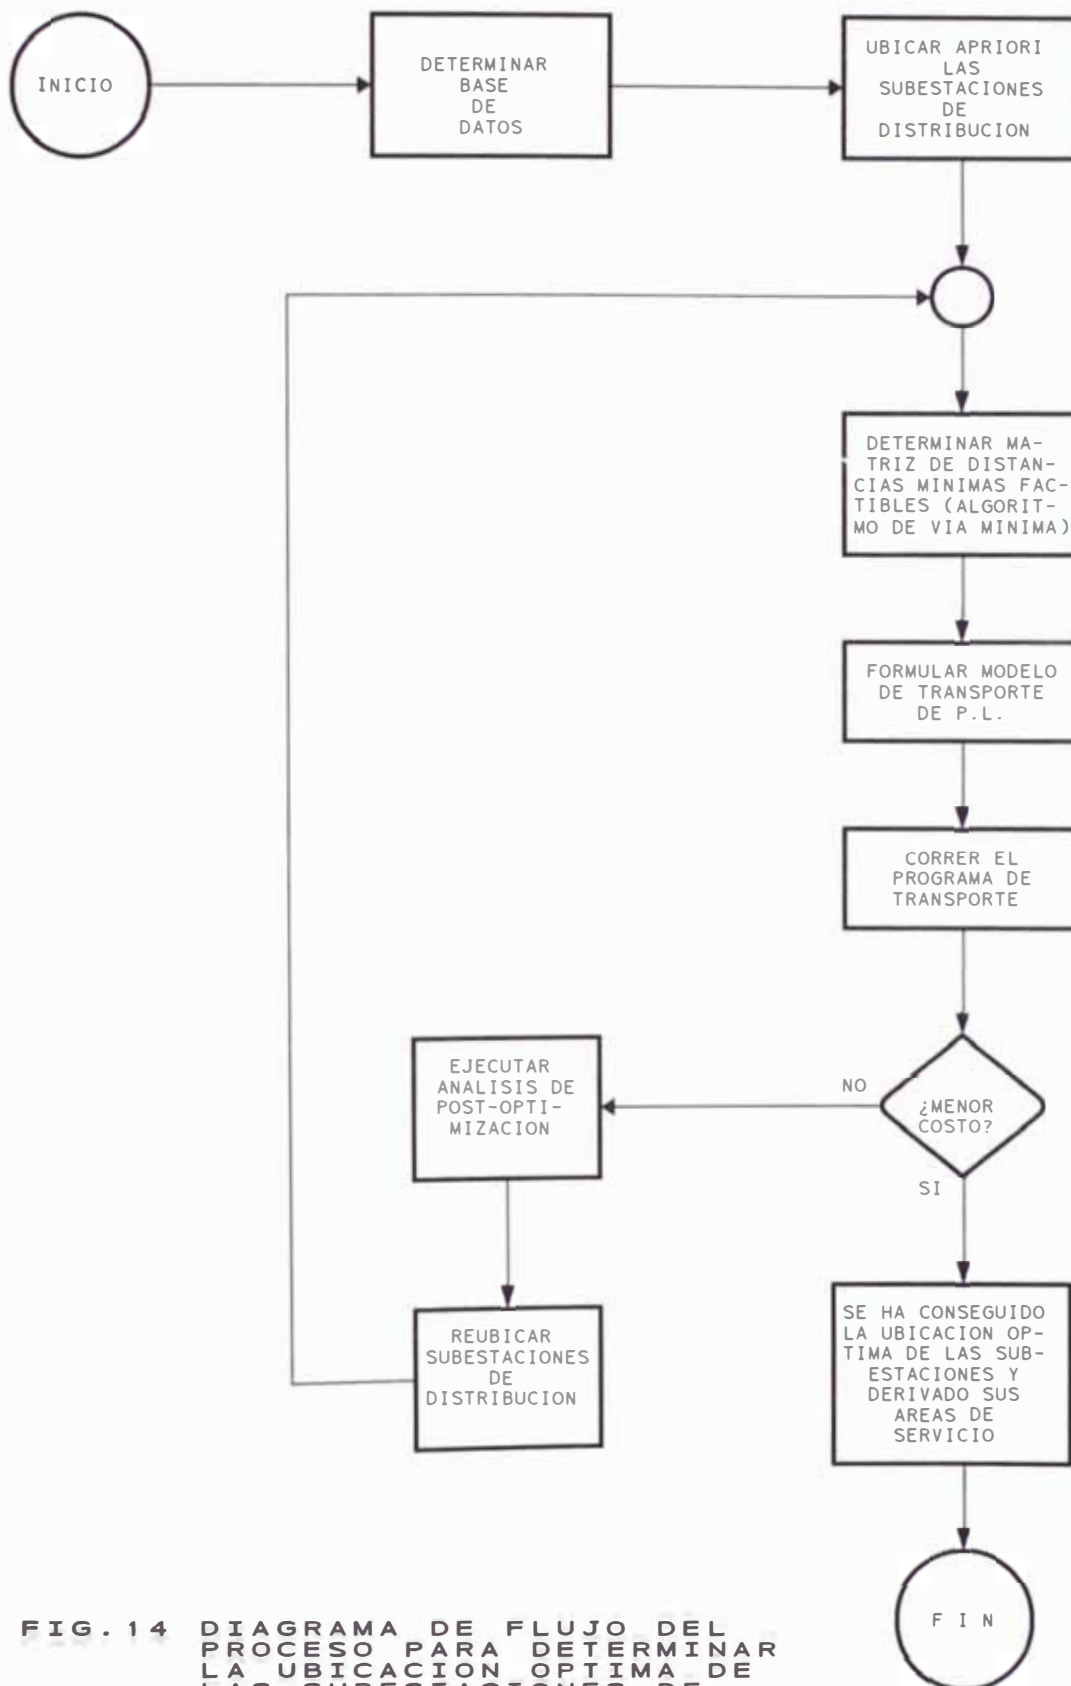 INICIO
DETERMINAR
BASE
DE
DATOS
UBICAR APRIORI
LAS
SUBESTACIONES
DE
DISTRIBUCION
DETERMINAR MA-
TRIZ DE DISTAN-
CIAS MINIMAS FAC-
TIBLES (ALGORIT-
MO DE VIA MINIMA)
FORMULAR MODELO
DE TRANSPORTE
DE P.L.
CORRER EL
PROGRAMA DE
TRANSPORTE
¿MENOR
COSTO?
NO
SI
EJECUTAR
ANALISIS DE
POST-OPTI-
MIZACION
REUBICAR
SUBESTACIONES
DE
DISTRIBUCION
SE HA CONSEGUIDO
LA UBICACION OP-
TIMA DE LAS SUB-
ESTACIONES Y
DERIVADO SUS
AREAS DE
SERVICIO
F I N
FIG.14 DIAGRAMA DE FLUJO DEL
PROCESO PARA DETERMINAR
LA UBICACION OPTIMA DE
LAS SUBESTACIONES DE